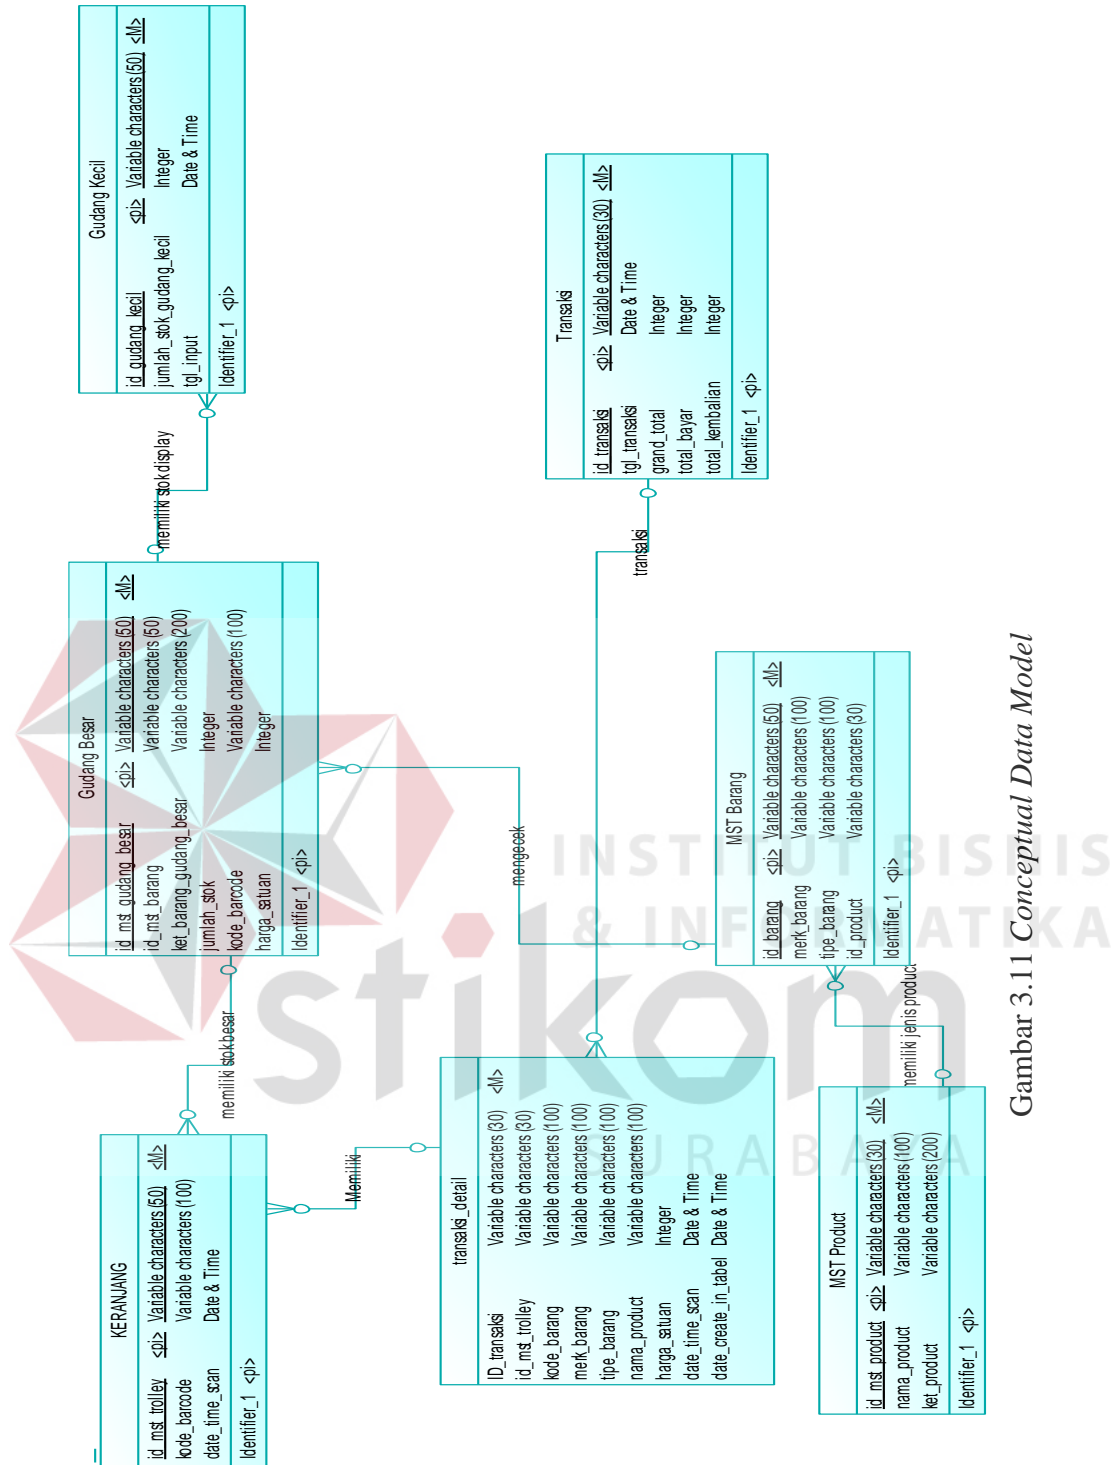 KERANJANG
id_mst_trolley <pi> Variable characters (50) <M>
kode_barcode Variable characters (100)
date_time_scan Date & Time
Identifier_1 <pi>
memiliki stok besar
Gudang Besar
id_mst_gudang_besar <pi> Variable characters (50) <M>
id_mst_barang Variable characters (50)
ket_barang_gudang_besar Variable characters (200)
jumlah_stok Integer
kode_barcode Variable characters (100)
harga_satuan Integer
Identifier_1 <pi>
memiliki stok display
Gudang Kecil
id_gudang_kecil <pi> Variable characters (50) <M>
jumlah_stok_gudang_kecil Integer
tgl_input Date & Time
Identifier_1 <pi>
Memiliki
transaksi_detail
ID_transaksi Variable characters (30) <M>
id_mst_trolley Variable characters (30)
kode_barang Variable characters (100)
merk_barang Variable characters (100)
tipe_barang Variable characters (100)
nama_product Variable characters (100)
harga_satuan Integer
date_time_scan Date & Time
date_create_in_tabel Date & Time
mengecek
transaksi
Transaksi
id_transaksi <pi> Variable characters (30) <M>
tgl_transaksi Date & Time
grand_total Integer
total_bayar Integer
total_kembalian Integer
Identifier_1 <pi>
MST Barang
id_barang <pi> Variable characters (50) <M>
merk_barang Variable characters (100)
tipe_barang Variable characters (100)
id_product Variable characters (30)
Identifier_1 <pi>
memiliki jenis product
MST Product
id_mst_product <pi> Variable characters (30) <M>
nama_product Variable characters (100)
ket_product Variable characters (200)
Identifier_1 <pi>
Gambar 3.11 Conceptual Data Model
INSTITUT BISNIS
& INFORMATIKA
stikom
SURABAYA